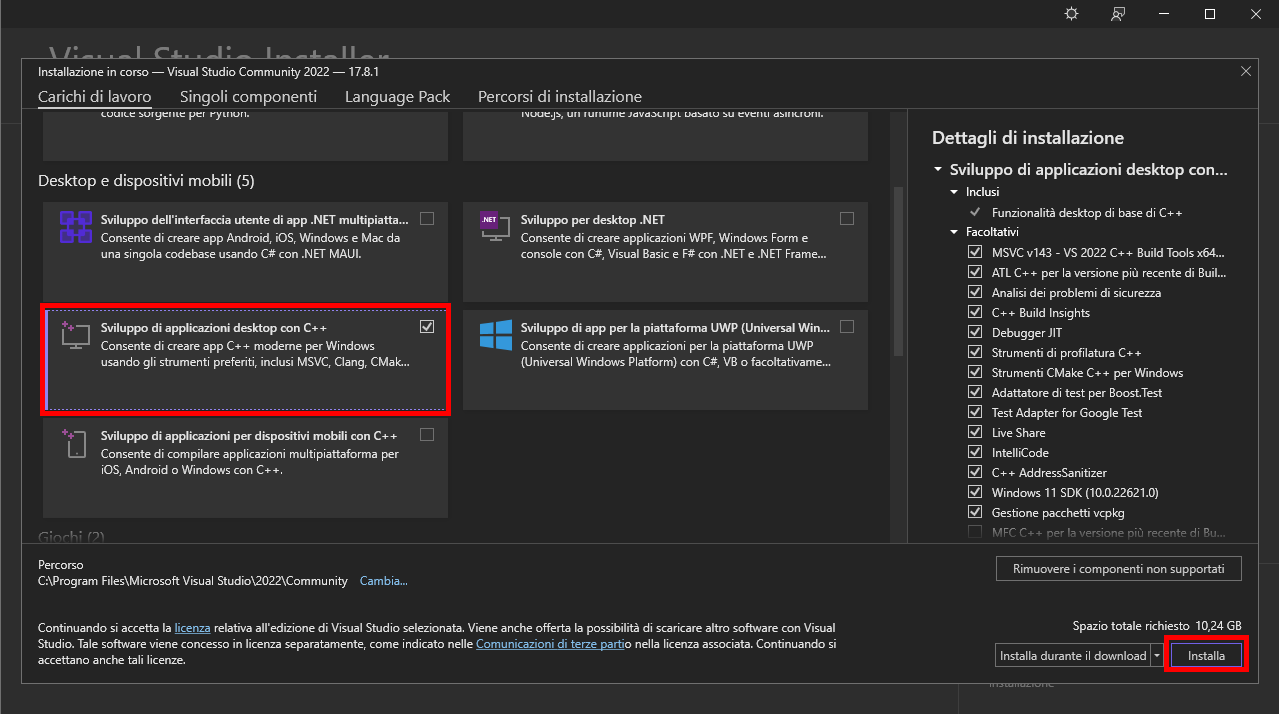 Visual Studio Installer
Installazione in corso — Visual Studio Community 2022 — 17.8.1
Carichi di lavoro Singoli componenti Language Pack Percorsi di installazione
codice sorgente per Python.
Node.js, un runtime JavaScript basato su eventi asincroni.
Desktop e dispositivi mobili (5)
Sviluppo dell'interfaccia utente di app .NET multipiatta...
Consente di creare app Android, iOS, Windows e Mac da
una singola codebase usando C# con .NET MAUI.
.NET
Sviluppo per desktop .NET
Consente di creare applicazioni WPF, Windows Form e
console con C#, Visual Basic e F# con .NET e .NET Frame...
Sviluppo di applicazioni desktop con C++
Consente di creare app C++ moderne per Windows
usando gli strumenti preferiti, inclusi MSVC, Clang, CMak...
Sviluppo di app per la piattaforma UWP (Universal Win...
Consente di creare applicazioni per la piattaforma UWP
(Universal Windows Platform) con C#, VB o facoltativame...
Sviluppo di applicazioni per dispositivi mobili con C++
Consente di compilare applicazioni multipiattaforma per
iOS, Android o Windows con C++.
Giochi (2)
Dettagli di installazione
Sviluppo di applicazioni desktop con...
Inclusi
Funzionalità desktop di base di C++
Facoltativi
MSVC v143 - VS 2022 C++ Build Tools x64...
ATL C++ per la versione più recente di Buil...
Analisi dei problemi di sicurezza
C++ Build Insights
Debugger JIT
Strumenti di profilatura C++
Strumenti CMake C++ per Windows
Adattatore di test per Boost.Test
Test Adapter for Google Test
Live Share
IntelliCode
C++ AddressSanitizer
Windows 11 SDK (10.0.22621.0)
Gestione pacchetti vcpkg
MFC C++ per la versione più recente di Bu...
Percorso
C:\Program Files\Microsoft Visual Studio\2022\Community Cambia...
Rimuovere i componenti non supportati
Continuando si accetta la licenza relativa all'edizione di Visual Studio selezionata. Viene anche offerta la possibilità di scaricare altro software con Visual
Studio. Tale software viene concesso in licenza separatamente, come indicato nelle Comunicazioni di terze partio nella licenza associata. Continuando si
accettano anche tali licenze.
Spazio totale richiesto 10,24 GB
Installa durante il download
Installa
installazione